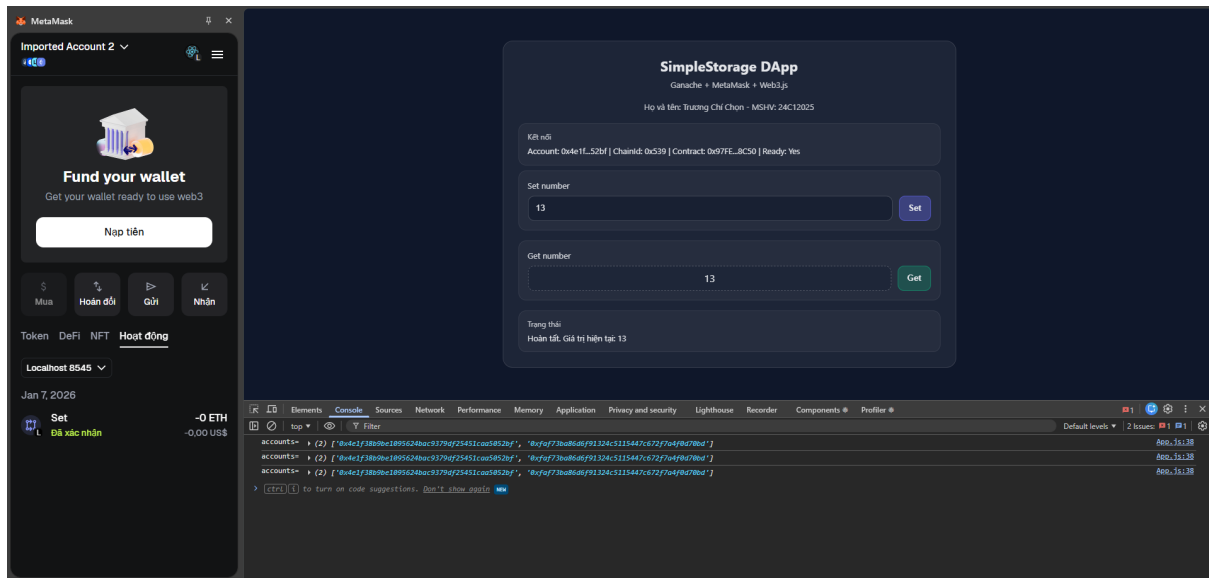 MetaMask
Imported Account 2
L
Fund your wallet
Get your wallet ready to use web3
Nạp tiền
$
Mua
Hoán đổi
Gửi
Nhận
Token DeFi NFT Hoạt động
Localhost 8545
Jan 7, 2026
Set -0 ETH
L Đã xác nhận -0,00 US$
SimpleStorage DApp
Ganache + MetaMask + Web3.js
Họ và tên: Trương Chí Chọn - MSHV: 24C12025
Kết nối
Account: 0x4e1f...52bf | ChainId: 0x539 | Contract: 0x97FE...8C50 | Ready: Yes
Set number
13 Set
Get number
13 Get
Trạng thái
Hoàn tất. Giá trị hiện tại: 13
Elements Console Sources Network Performance Memory Application Privacy and security Lighthouse Recorder Components Profiler 1
top Filter Default levels 2 Issues: 1 1
accounts= (2) ['0x4e1f38b9be1095624bac9379df25451caa5052bf', '0xfaf73ba86d6f91324c5115447c672f7a4f0d70bd'] App.js:38
accounts= (2) ['0x4e1f38b9be1095624bac9379df25451caa5052bf', '0xfaf73ba86d6f91324c5115447c672f7a4f0d70bd'] App.js:38
accounts= (2) ['0x4e1f38b9be1095624bac9379df25451caa5052bf', '0xfaf73ba86d6f91324c5115447c672f7a4f0d70bd'] App.js:38
> ctrl i to turn on code suggestions. Don't show again NEW